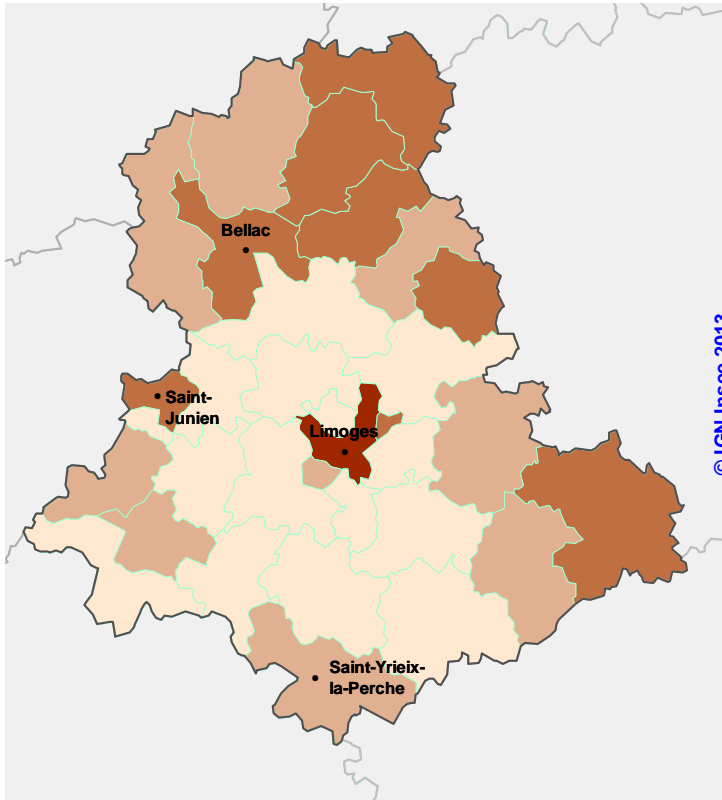 Bellac
Saint-
Junien
Limoges
Saint-Yrieix-
la-Perche
© IGN Insee 2013